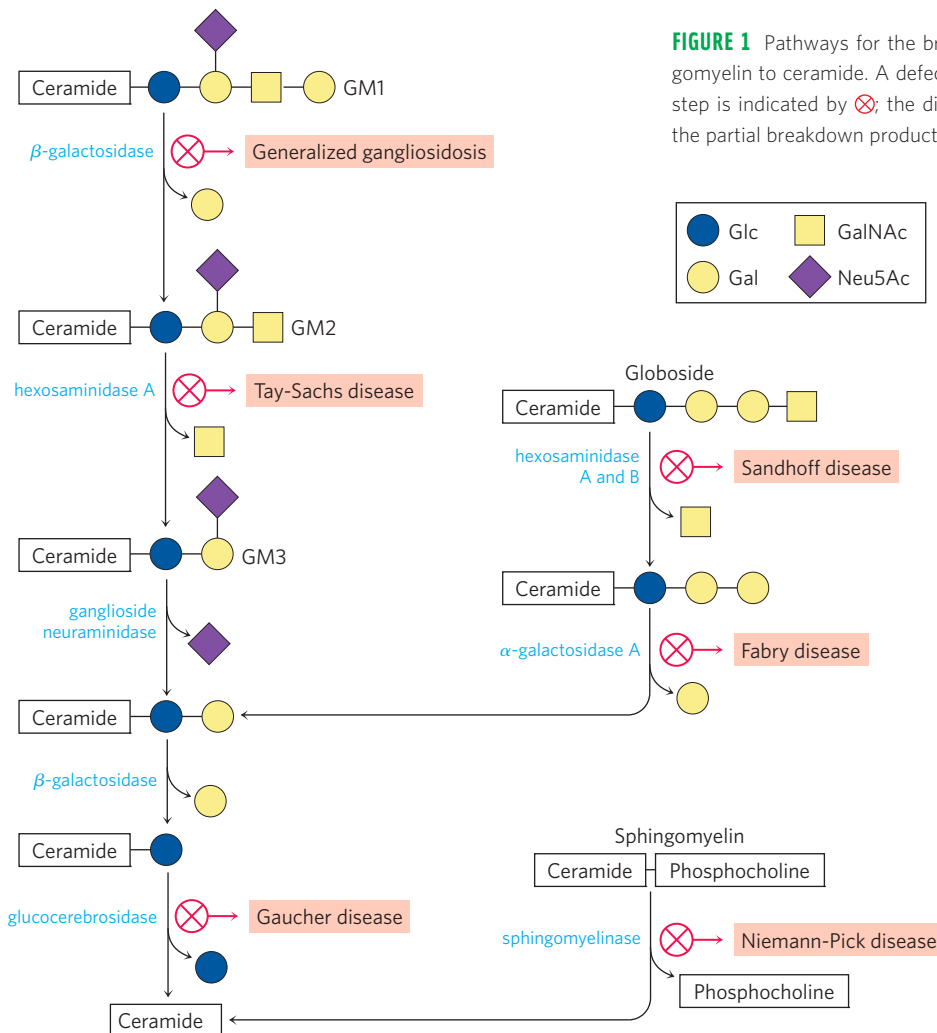 FIGURE 1 Pathways for the br
gomyelin to ceramide. A defec
step is indicated by ; the di
the partial breakdown product
Glc
GalNAc
Gal
Neu5Ac
Ceramide
GM1
β-galactosidase
Generalized gangliosidosis
Ceramide
GM2
hexosaminidase A
Tay-Sachs disease
Ceramide
GM3
ganglioside
neuraminidase
Ceramide
β-galactosidase
Ceramide
glucocerebrosidase
Gaucher disease
Ceramide
Globoside
Ceramide
hexosaminidase
A and B
Sandhoff disease
Ceramide
α-galactosidase A
Fabry disease
Sphingomyelin
Ceramide
Phosphocholine
sphingomyelinase
Niemann-Pick disease
Phosphocholine